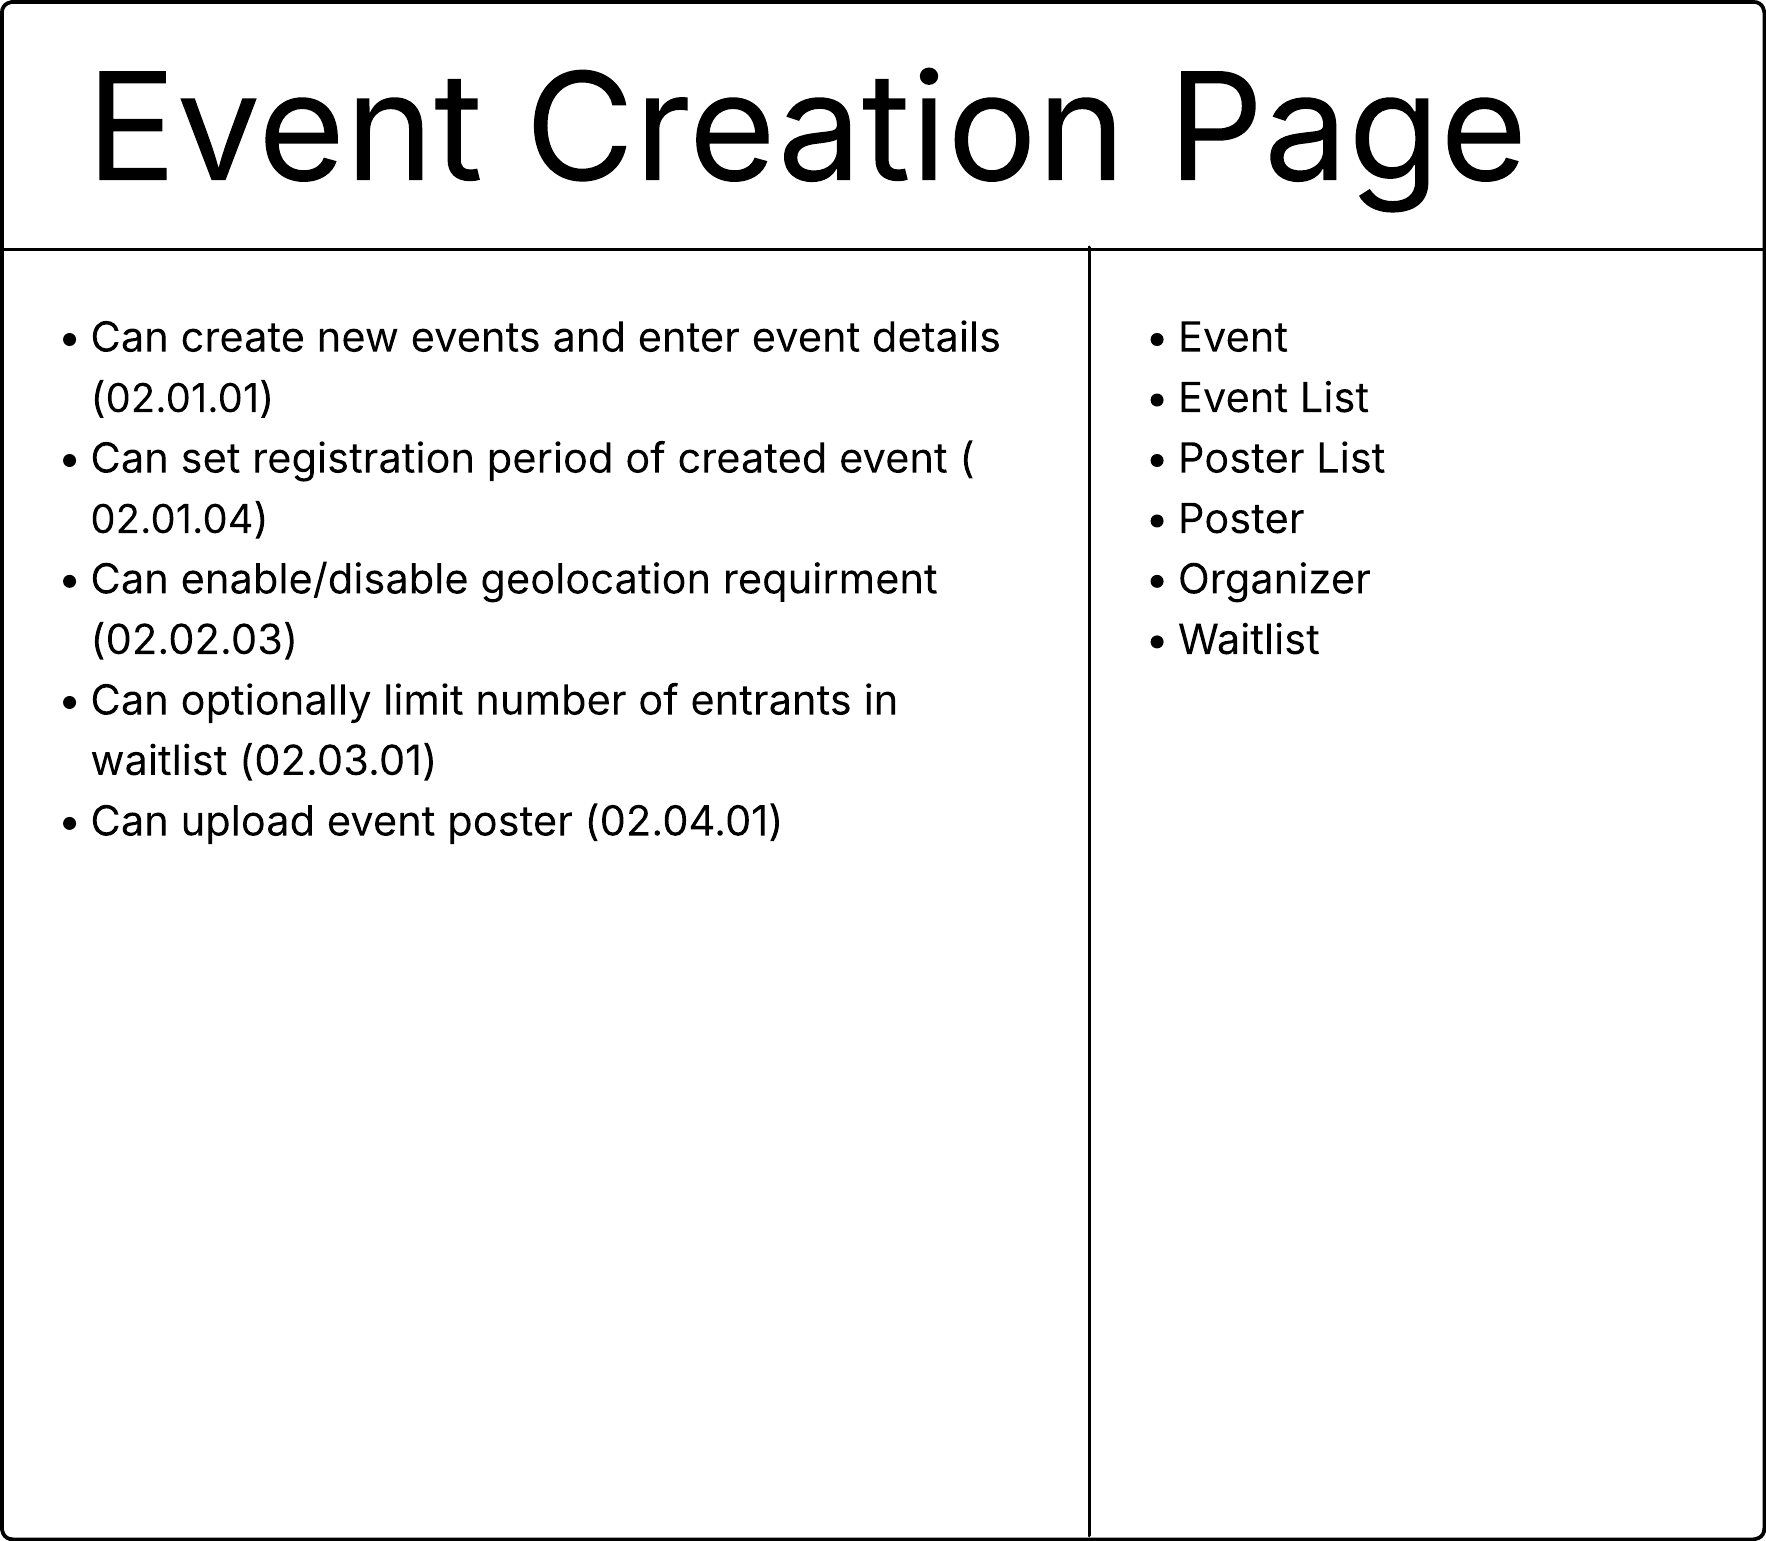 Event Creation Page
• Can create new events and enter event details
(02.01.01)
• Can set registration period of created event (
02.01.04)
• Can enable/disable geolocation requirment
(02.02.03)
• Can optionally limit number of entrants in
waitlist (02.03.01)
• Can upload event poster (02.04.01)
• Event
• Event List
• Poster List
• Poster
• Organizer
• Waitlist